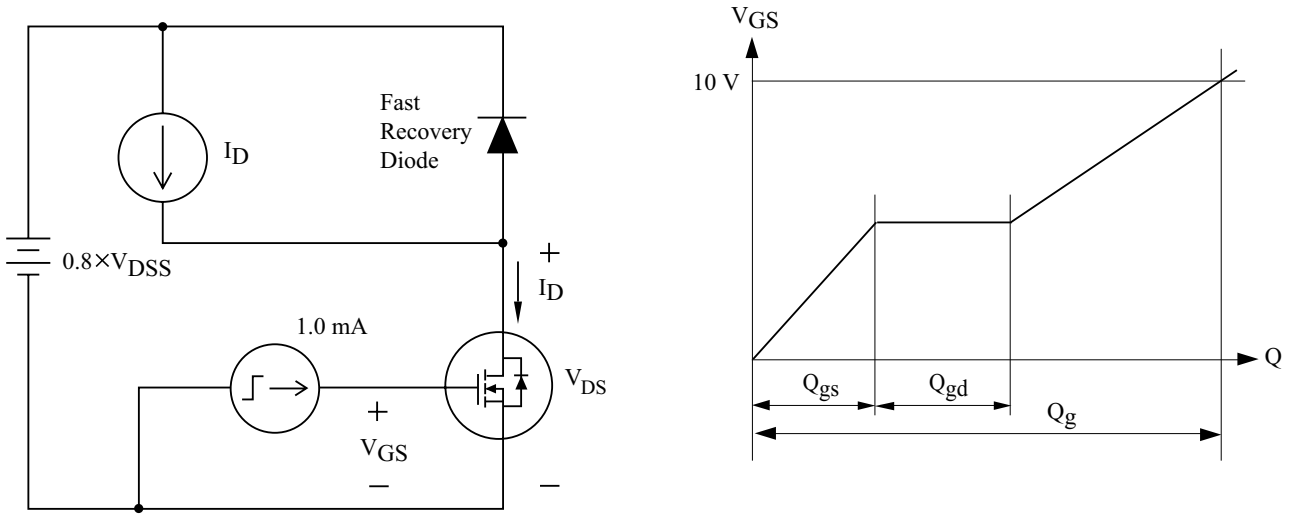 I_D
Fast
Recovery
Diode
0.8×V_DSS
+
I_D
1.0 mA
V_DS
+
V_GS
−
−
V_GS
10 V
Q
Q_gs
Q_gd
Q_g